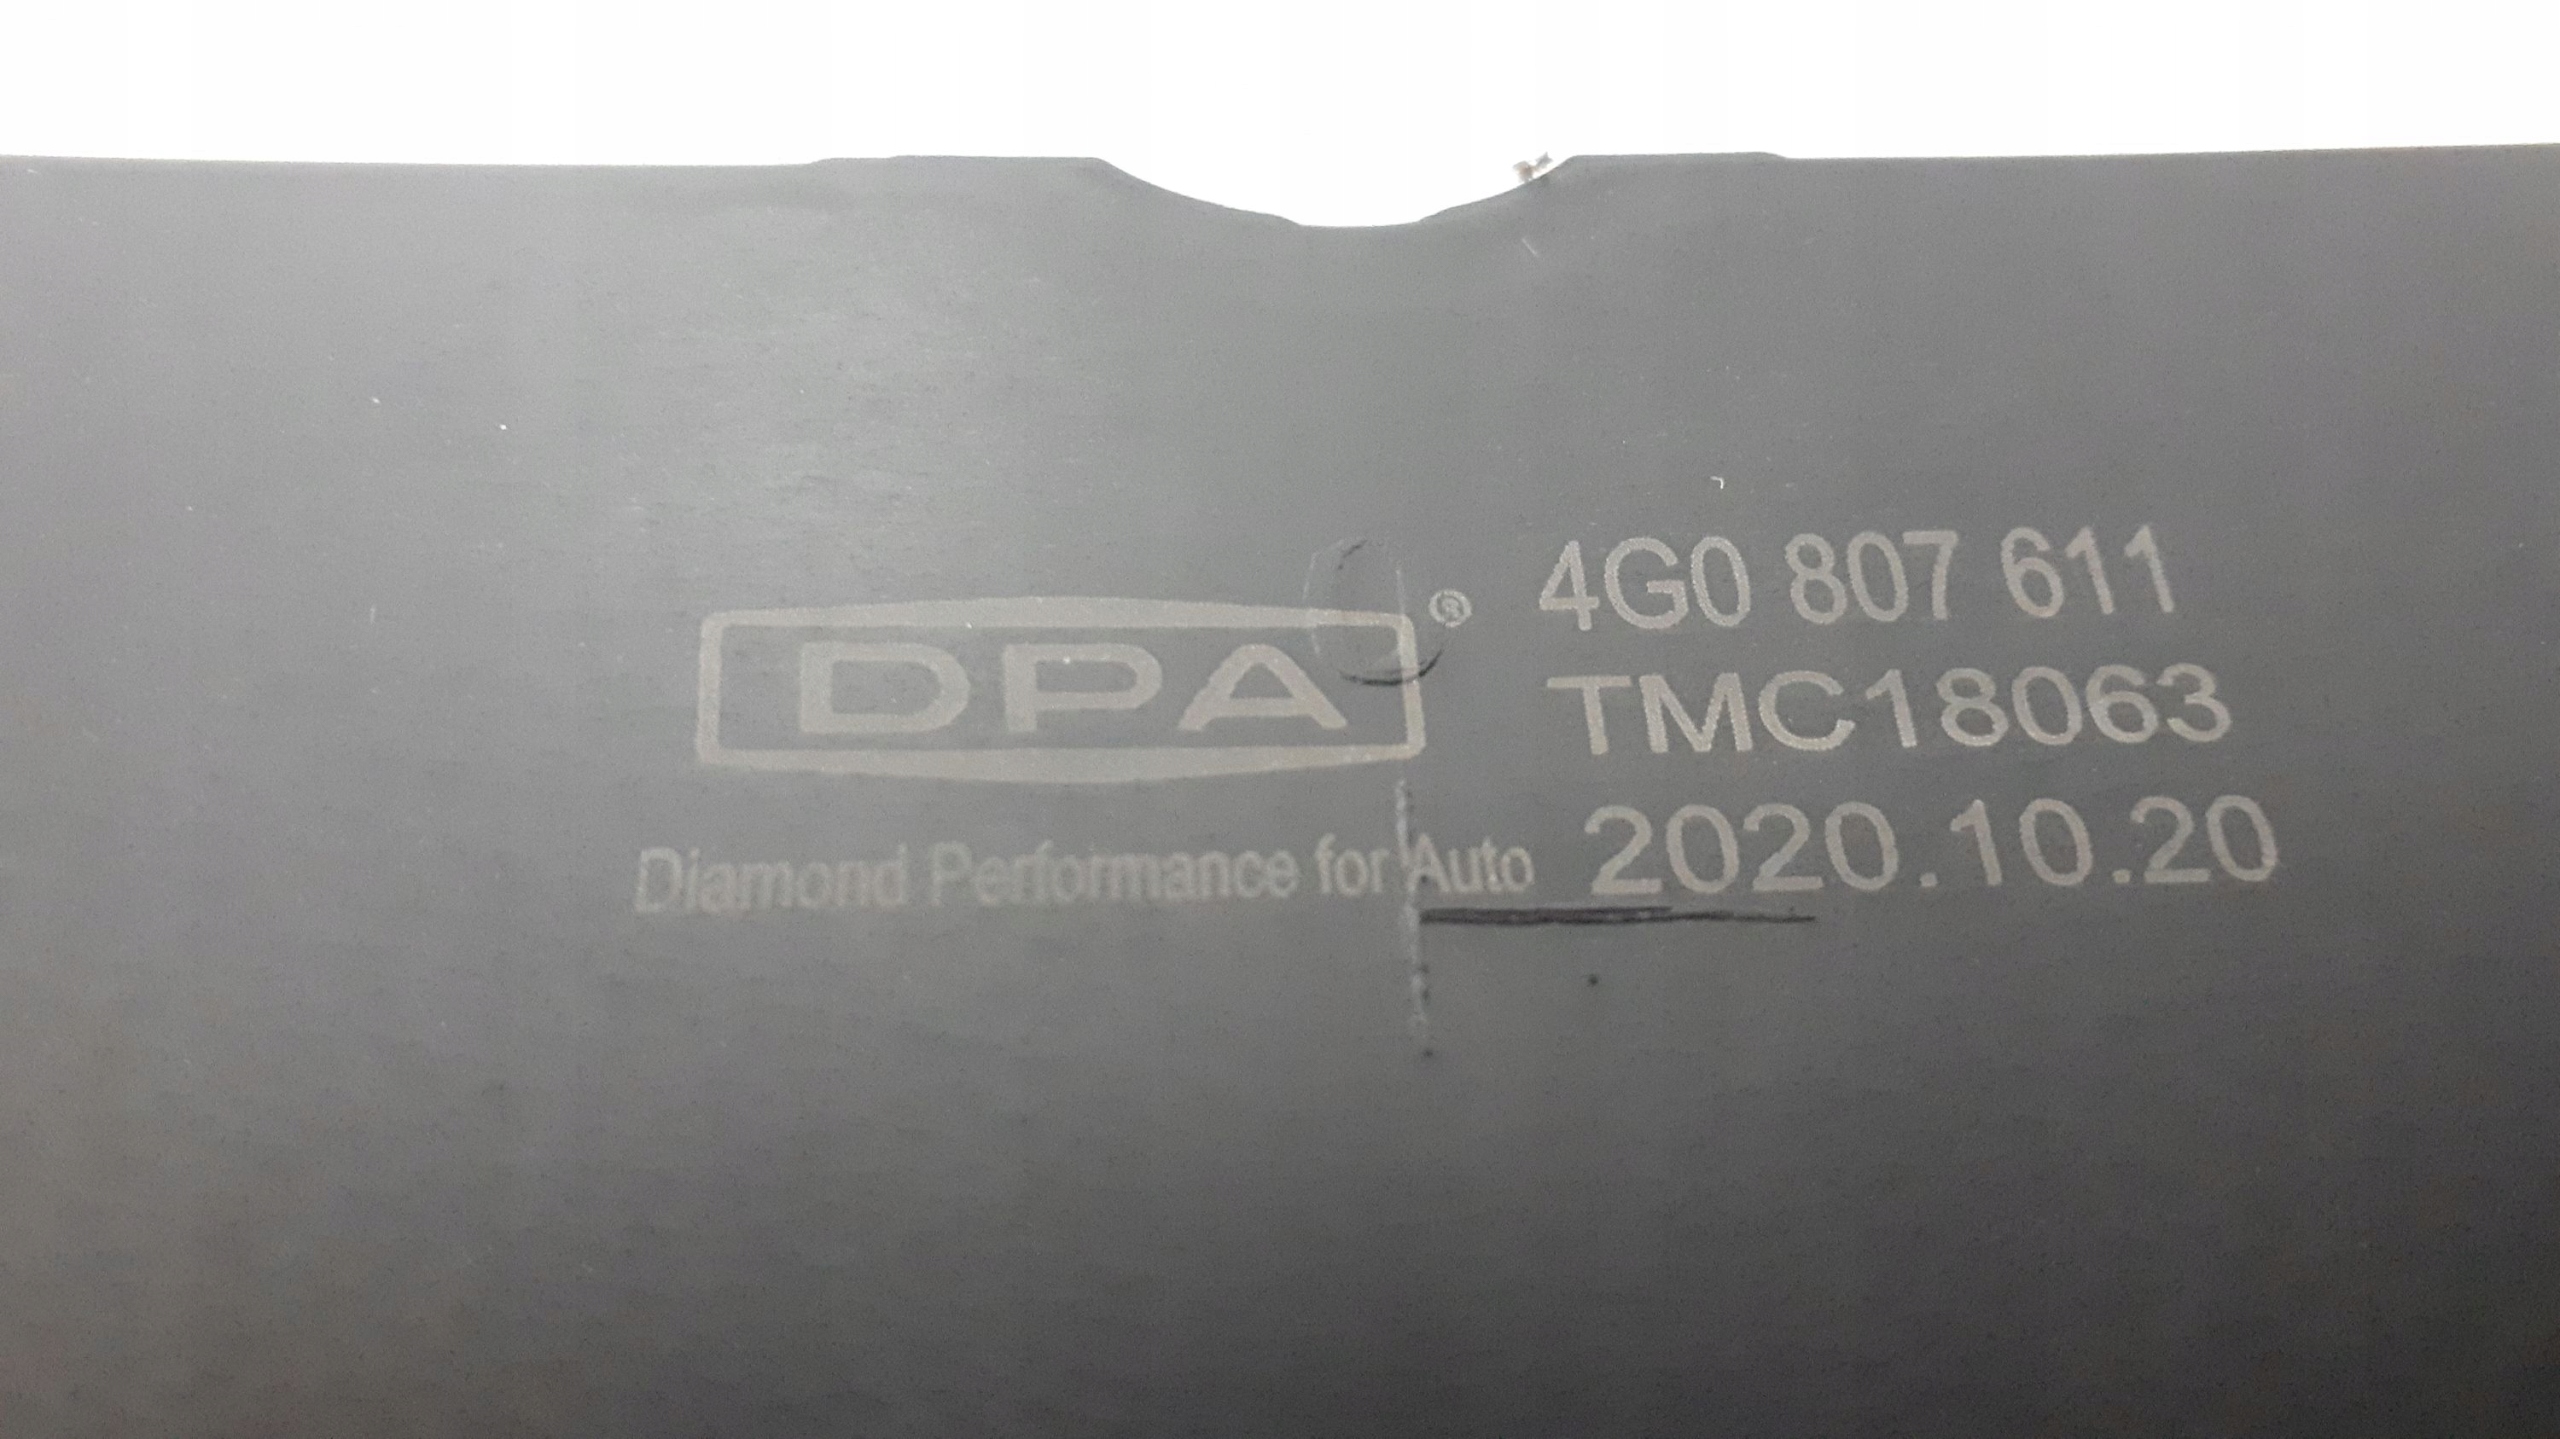 DPA®
Diamond Performance for Auto
4G0 807 611
TMC18063
2020.10.20